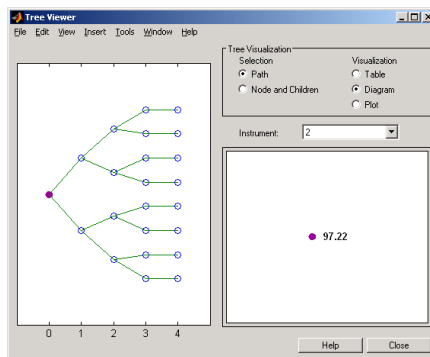 Tree Viewer
File Edit View Insert Tools Window Help
Tree Visualization
Selection
Visualization
Path
Table
Node and Children
Diagram
Plot
Instrument:
2
97.22
0 1 2 3 4
Help
Close